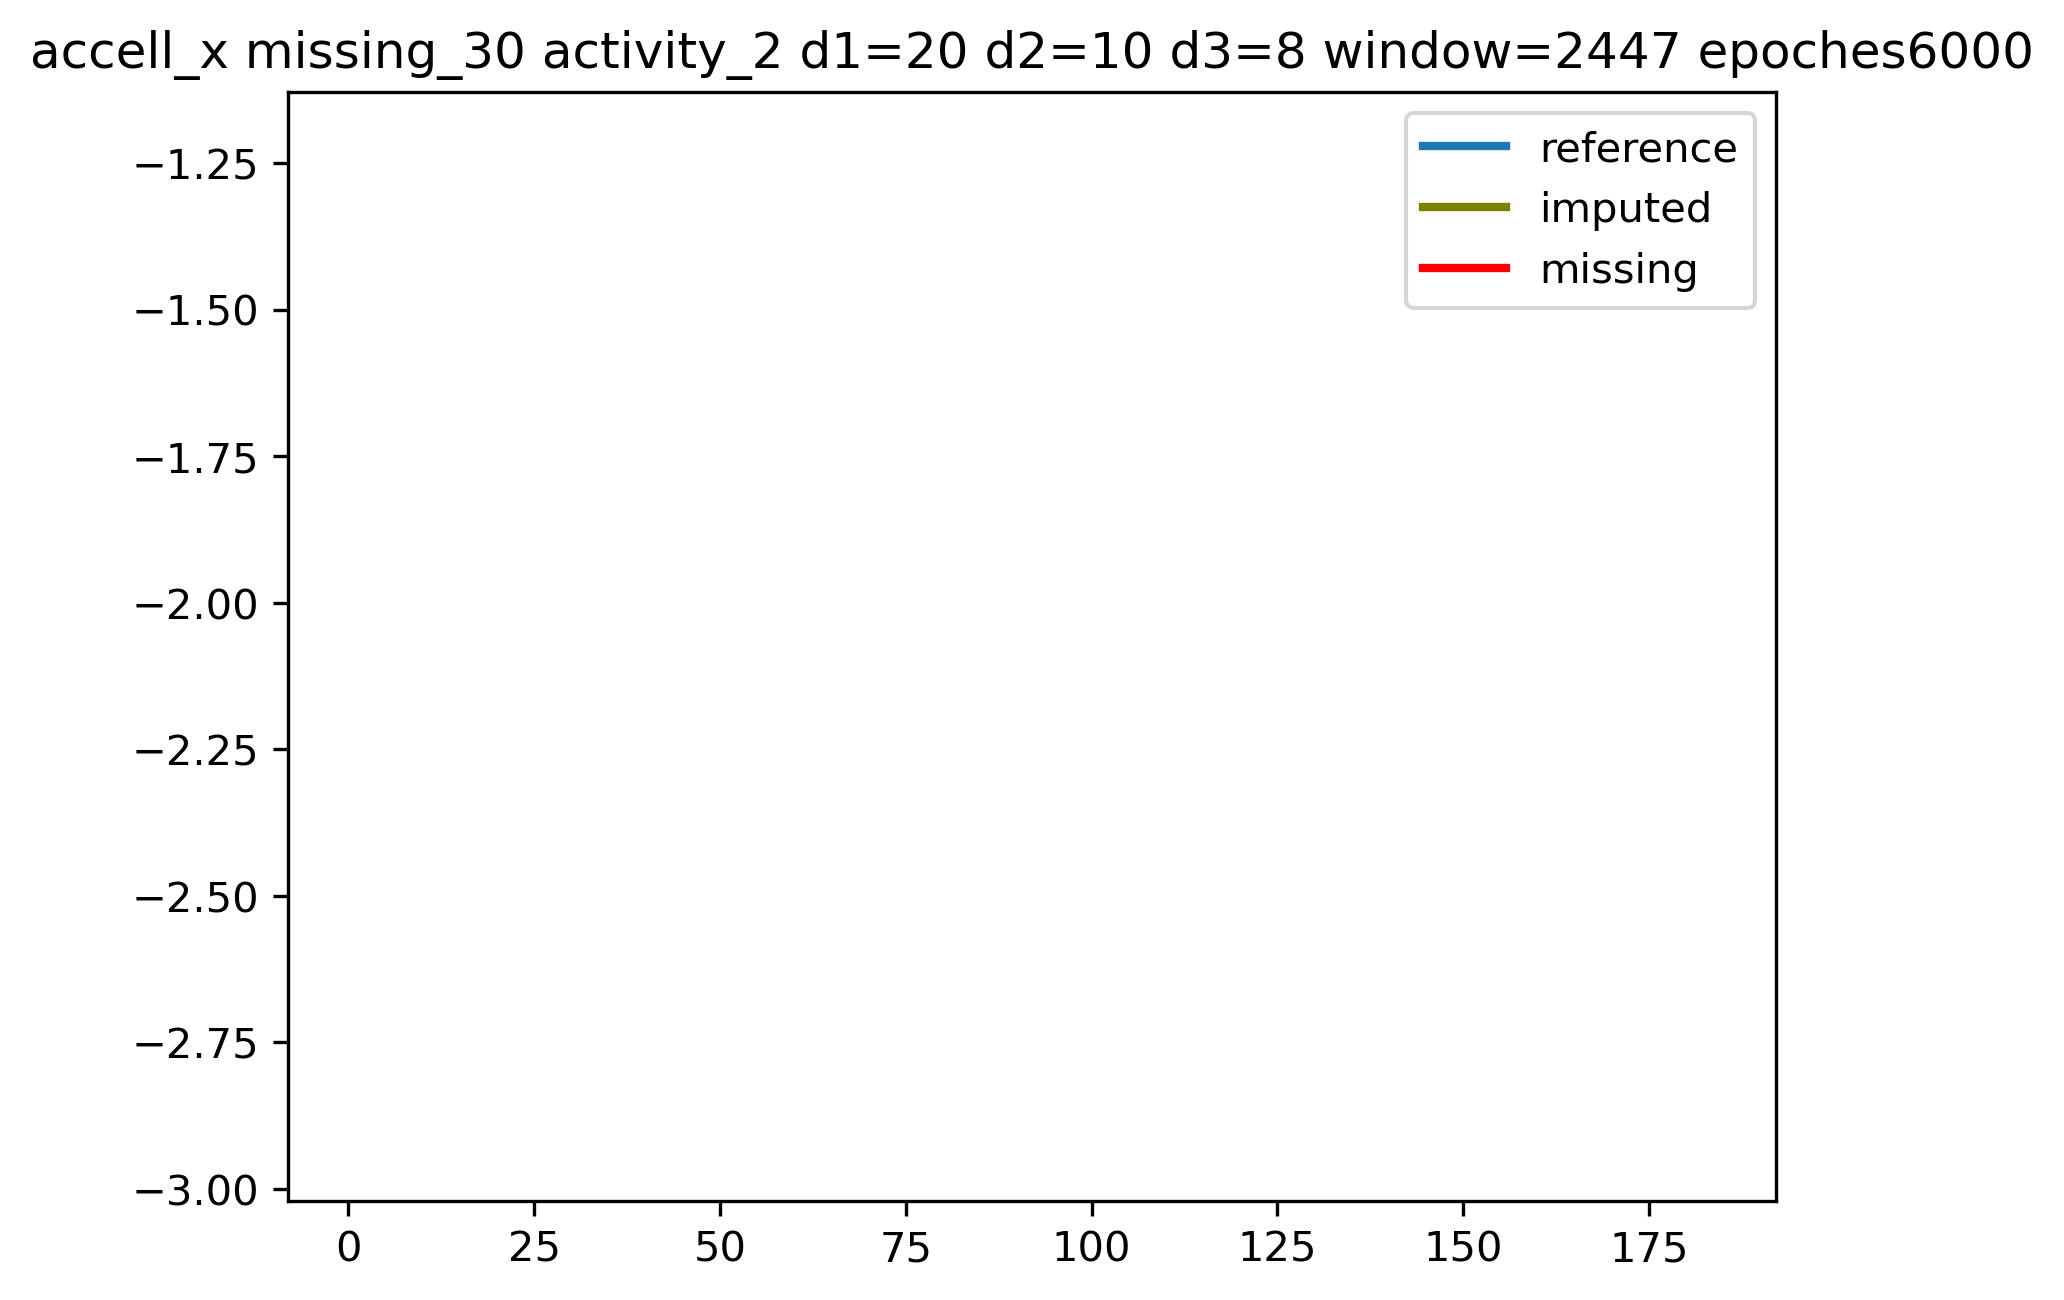 accell_x missing_30 activity_2 d1=20 d2=10 d3=8 window=2447 epoches6000
reference
imputed
missing
−1.25
−1.50
−1.75
−2.00
−2.25
−2.50
−2.75
−3.00
0 25 50 75 100 125 150 175